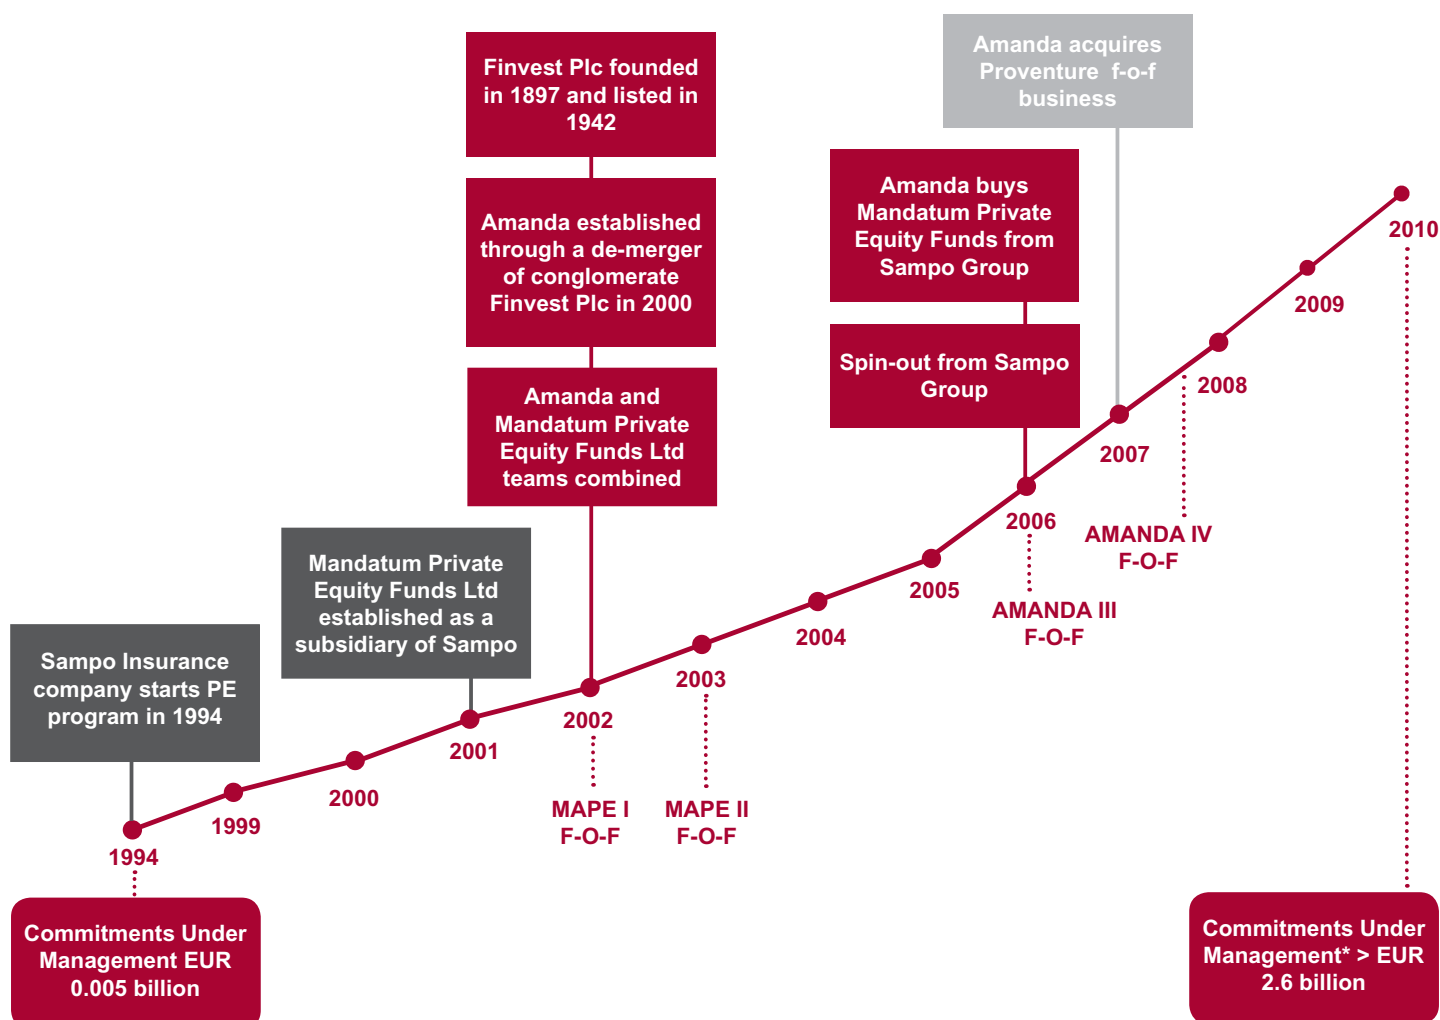 Finvest Plc founded
in 1897 and listed in
1942
Amanda established
through a de-merger
of conglomerate
Finvest Plc in 2000
Amanda and
Mandatum Private
Equity Funds Ltd
teams combined
Amanda acquires
Proventure f-o-f
business
Amanda buys
Mandatum Private
Equity Funds from
Sampo Group
Spin-out from Sampo
Group
Mandatum Private
Equity Funds Ltd
established as a
subsidiary of Sampo
Sampo Insurance
company starts PE
program in 1994
1994
1999
2000
2001
2002
2003
2004
2005
2006
2007
2008
2009
2010
MAPE I
F-O-F
MAPE II
F-O-F
AMANDA III
F-O-F
AMANDA IV
F-O-F
Commitments Under
Management EUR
0.005 billion
Commitments Under
Management* > EUR
2.6 billion